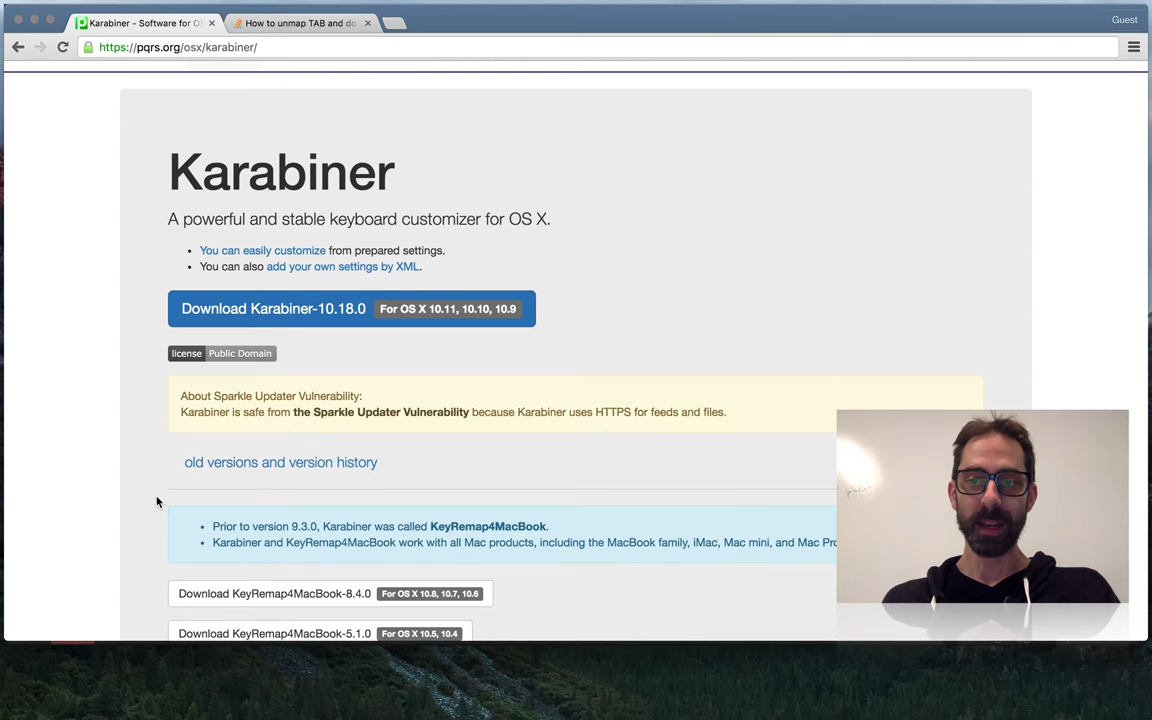 Karabiner - Software for OS
How to unmap TAB and do
Guest
https://pqrs.org/osx/karabiner/
Karabiner
A powerful and stable keyboard customizer for OS X.
You can easily customize from prepared settings.
You can also add your own settings by XML.
Download Karabiner-10.18.0 For OS X 10.11, 10.10, 10.9
license Public Domain
About Sparkle Updater Vulnerability:
Karabiner is safe from the Sparkle Updater Vulnerability because Karabiner uses HTTPS for feeds and files.
old versions and version history
Prior to version 9.3.0, Karabiner was called KeyRemap4MacBook.
Karabiner and KeyRemap4MacBook work with all Mac products, including the MacBook family, iMac, Mac mini, and Mac Pro
Download KeyRemap4MacBook-8.4.0 For OS X 10.8, 10.7, 10.6
Download KeyRemap4MacBook-5.1.0 For OS X 10.5, 10.4